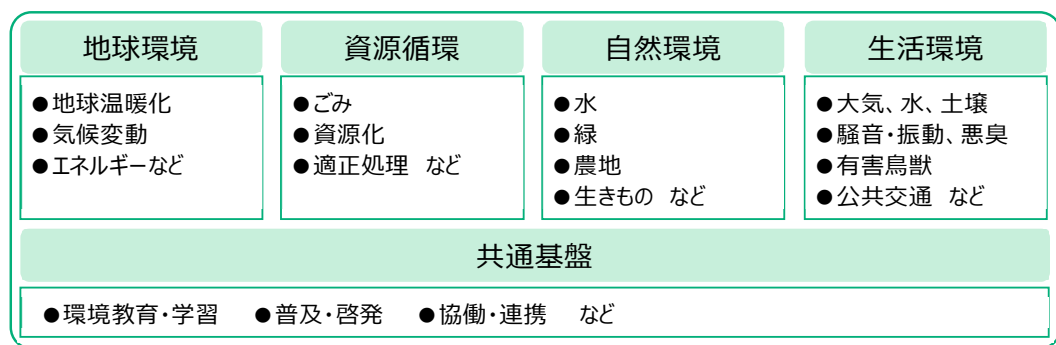 地球環境
●地球温暖化
●気候変動
●エネルギーなど
資源循環
●ごみ
●資源化
●適正処理　など
自然環境
●水
●緑
●農地
●生きもの　など
生活環境
●大気、水、土壌
●騒音・振動、悪臭
●有害鳥獣
●公共交通　など
共通基盤
●環境教育・学習　●普及・啓発　●協働・連携　など